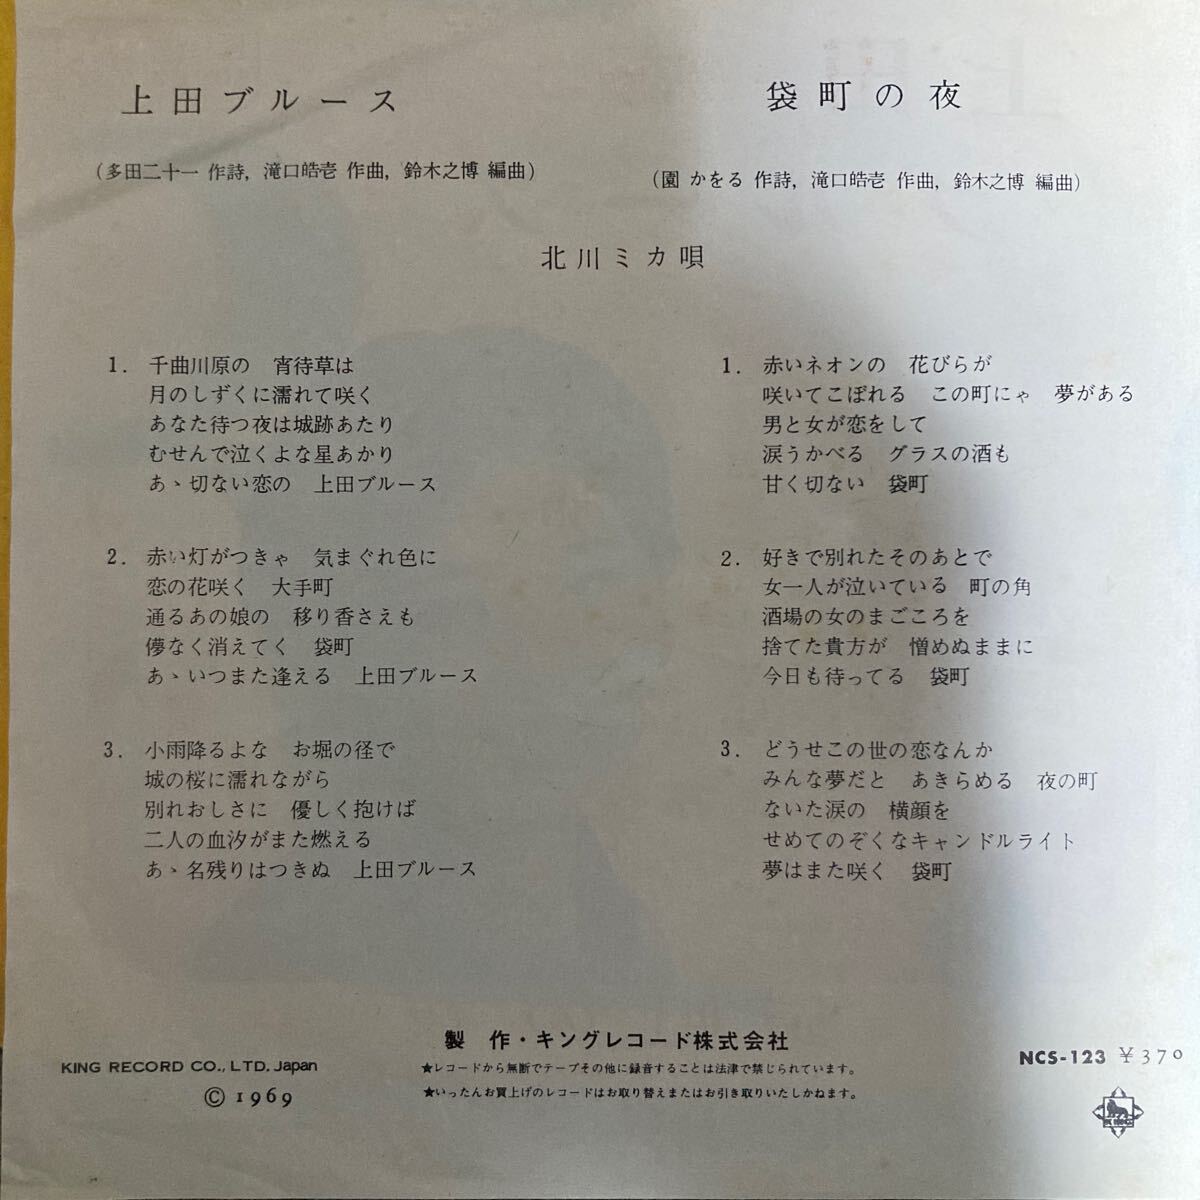 上田ブルース
(多田二十一 作詩, 滝口皓壱 作曲, 鈴木之博 編曲)
袋町の夜
(園 かをる 作詩, 滝口皓壱 作曲, 鈴木之博 編曲)
北川ミカ唄
1. 千曲川原の　宵待草は
月のしずくに濡れて咲く
あなた待つ夜は城跡あたり
むせんで泣くよな星あかり
あゝ切ない恋の　上田ブルース
2. 赤い灯がつきゃ　気まぐれ色に
恋の花咲く　大手町
通るあの娘の　移り香さえも
儚なく消えてく　袋町
あゝいつまた逢える　上田ブルース
3. 小雨降るよな　お堀の径で
城の桜に濡れながら
別れおしさに　優しく抱けば
二人の血汐がまた燃える
あゝ名残りはつきぬ　上田ブルース
1. 赤いネオンの　花びらが
咲いてこぼれる　この町にゃ　夢がある
男と女が恋をして
涙うかべる　グラスの酒も
甘く切ない　袋町
2. 好きで別れたそのあとで
女一人が泣いている　町の角
酒場の女のまごころを
捨てた貴方が　憎めぬままに
今日も待ってる　袋町
3. どうせこの世の恋なんか
みんな夢だと　あきらめる　夜の町
ないた涙の　横顔を
せめてのぞくなキャンドルライト
夢はまた咲く　袋町
製　作・キングレコード株式会社
★レコードから無断でテープその他に録音することは法律で禁じられています。
★いったんお買上げのレコードはお取り替えまたはお引き取りいたしかねます。
KING RECORD CO., LTD. Japan
© 1969
NCS-123 ￥370